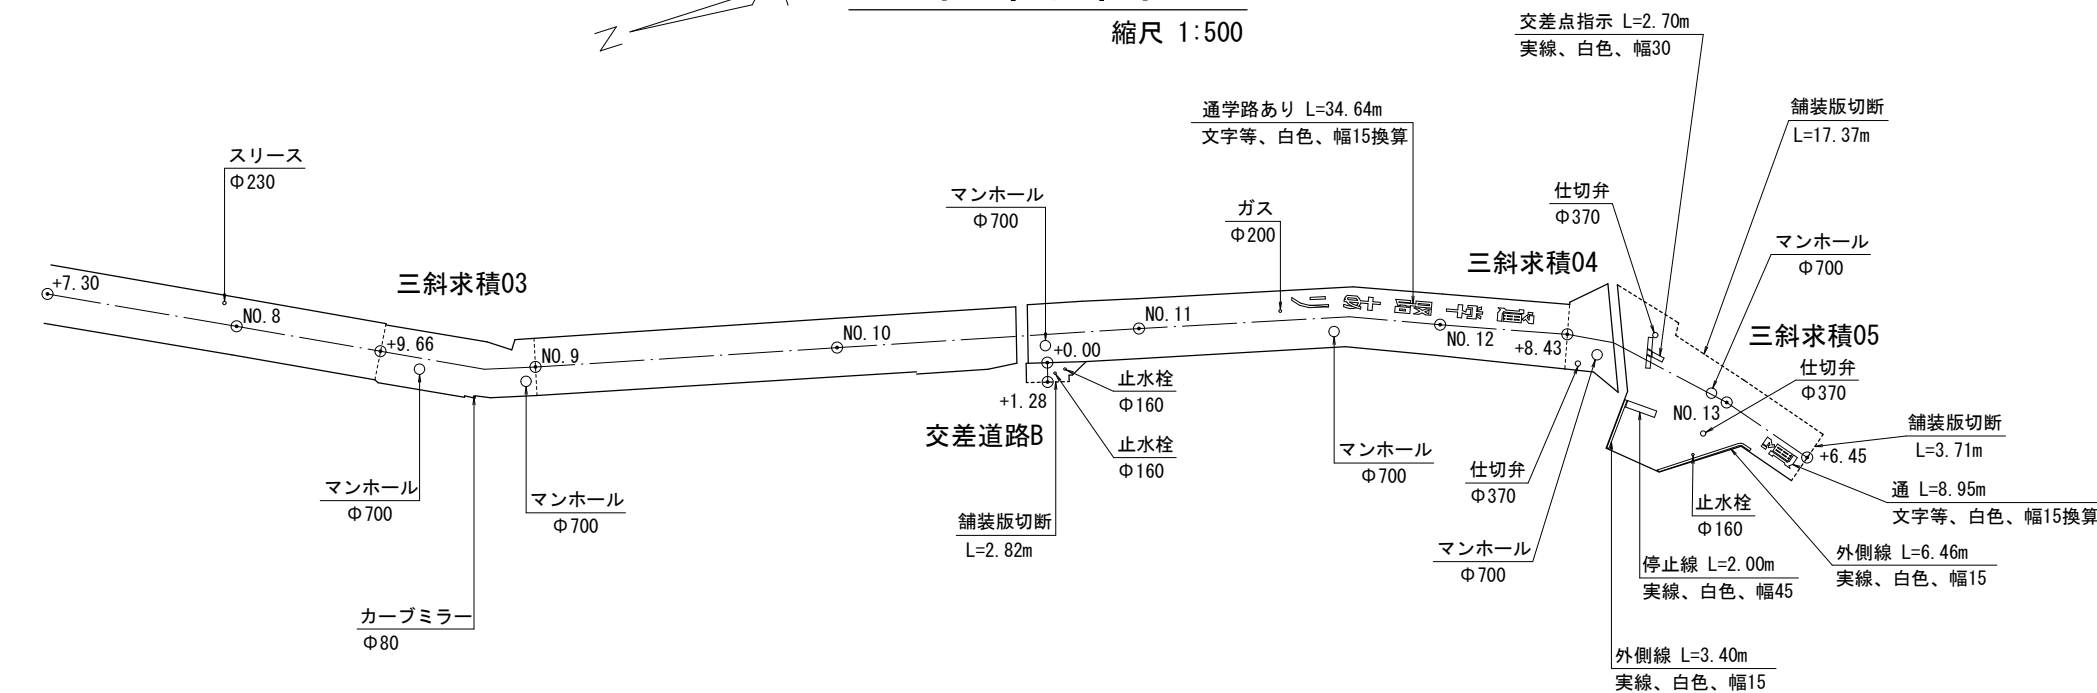 縮尺 1:500
N
交差点指示 L=2.70m
実線、白色、幅30
通学路あり L=34.64m
文字等、白色、幅15換算
舗装版切断
L=17.37m
スリース
Φ230
マンホール
Φ700
ガス
Φ200
仕切弁
Φ370
マンホール
Φ700
三斜求積03
三斜求積04
三斜求積05
+7.30
NO.8
+9.66
NO.9
NO.10
NO.11
+0.00
NO.12
+8.43
NO.13
+6.45
+1.28
仕切弁
Φ370
止水栓
Φ160
止水栓
Φ160
交差道路B
舗装版切断
L=3.71m
マンホール
Φ700
マンホール
Φ700
マンホール
Φ700
仕切弁
Φ370
舗装版切断
L=2.82m
マンホール
Φ700
止水栓
Φ160
通 L=8.95m
文字等、白色、幅15換算
停止線 L=2.00m
実線、白色、幅45
外側線 L=6.46m
実線、白色、幅15
カーブミラー
Φ80
外側線 L=3.40m
実線、白色、幅15